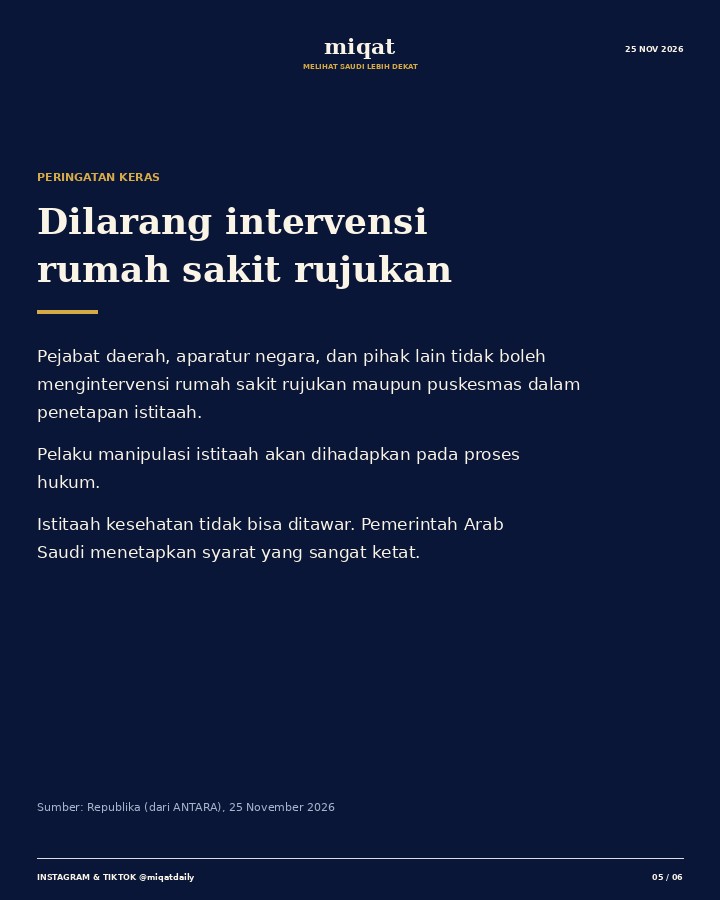 miqat
MELIHAT SAUDI LEBIH DEKAT
25 NOV 2026
PERINGATAN KERAS
Dilarang intervensi
rumah sakit rujukan
Pejabat daerah, aparatur negara, dan pihak lain tidak boleh
mengintervensi rumah sakit rujukan maupun puskesmas dalam
penetapan istitaah.
Pelaku manipulasi istitaah akan dihadapkan pada proses
hukum.
Istitaah kesehatan tidak bisa ditawar. Pemerintah Arab
Saudi menetapkan syarat yang sangat ketat.
Sumber: Republika (dari ANTARA), 25 November 2026
INSTAGRAM & TIKTOK @miqatdaily
05 / 06